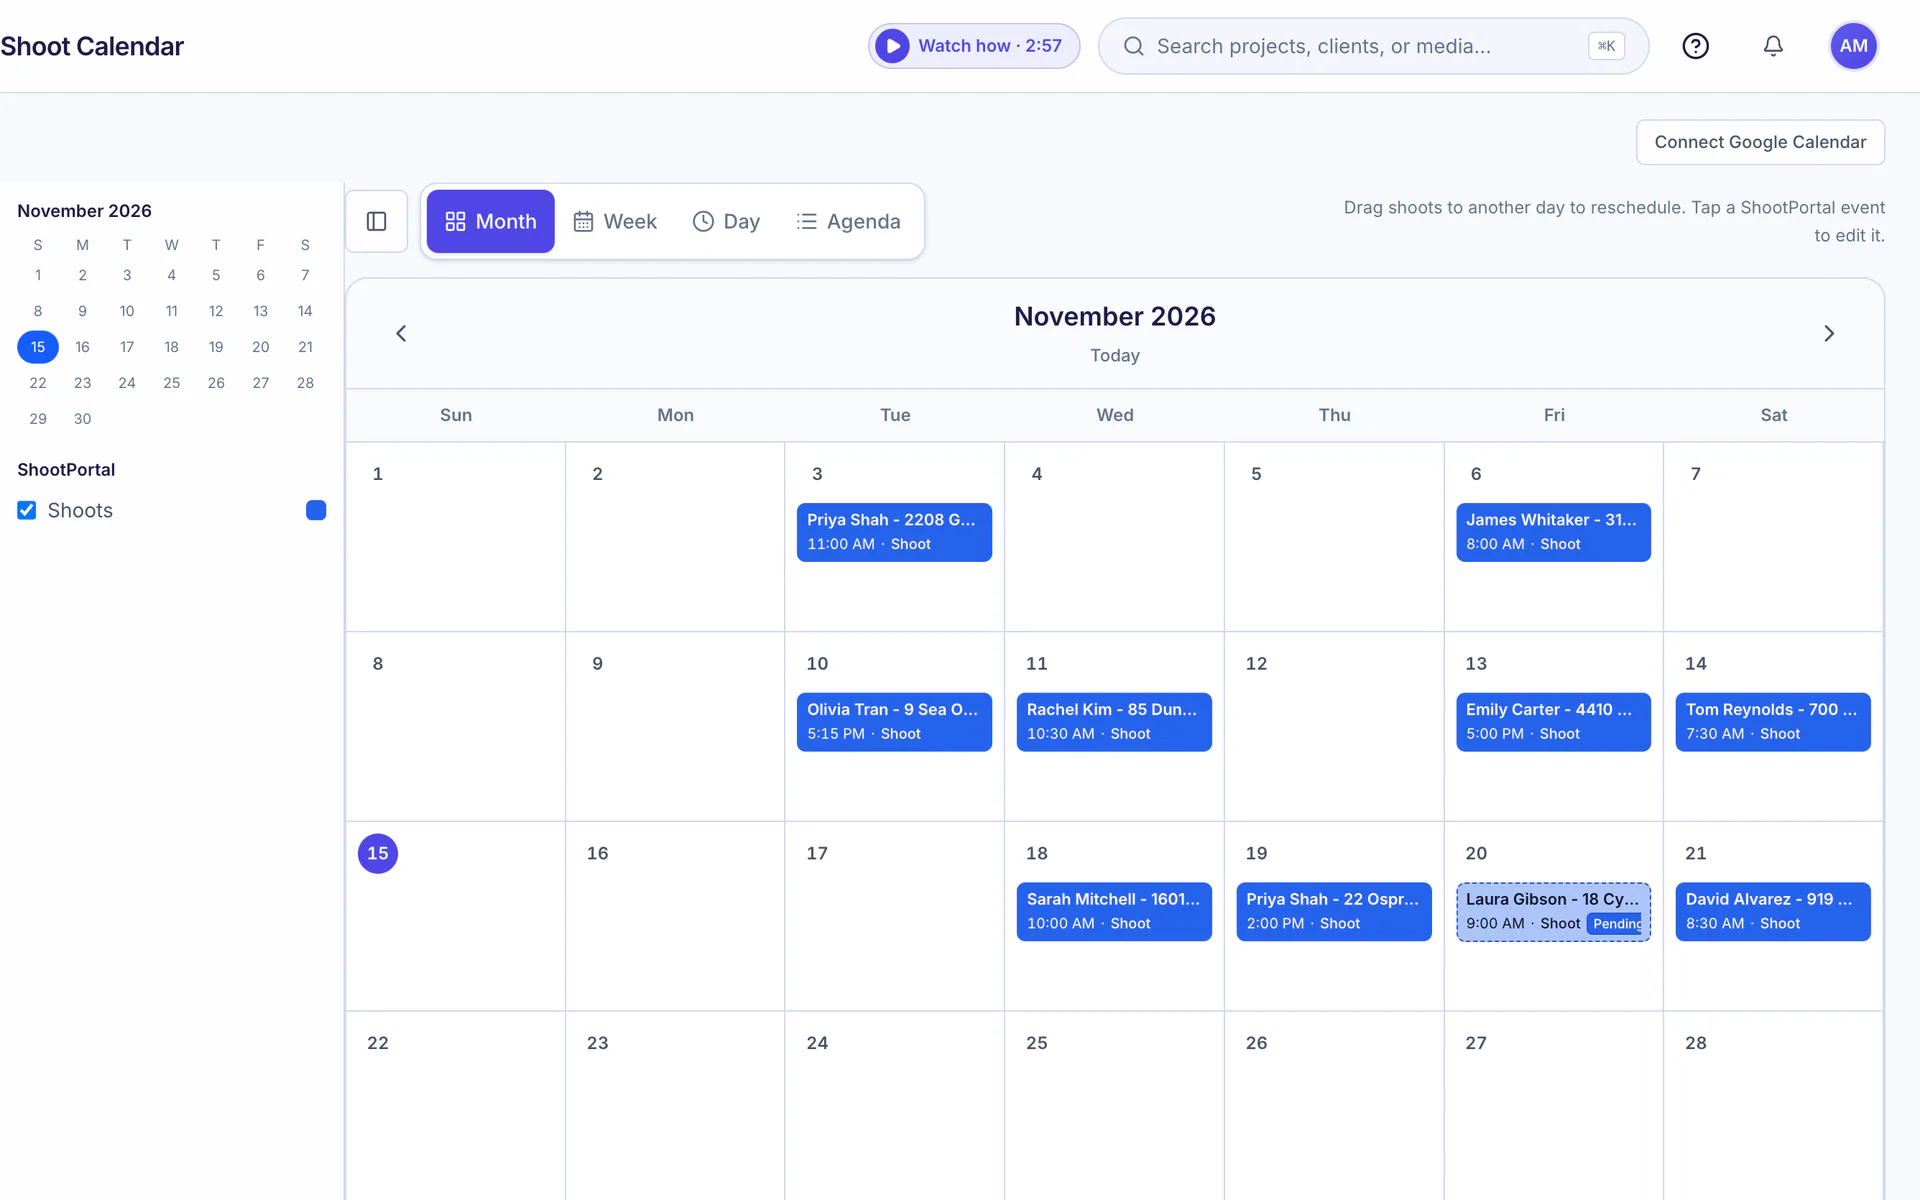 Shoot Calendar
Watch how · 2:57
Search projects, clients, or media...
⌘K
AM
Connect Google Calendar
November 2026
S M T W T F S
1 2 3 4 5 6 7
8 9 10 11 12 13 14
15 16 17 18 19 20 21
22 23 24 25 26 27 28
29 30
ShootPortal
Shoots
Month
Week
Day
Agenda
Drag shoots to another day to reschedule. Tap a ShootPortal event
to edit it.
November 2026
Today
Sun Mon Tue Wed Thu Fri Sat
1 2 3 4 5 6 7
Priya Shah - 2208 G...
11:00 AM · Shoot
James Whitaker - 31...
8:00 AM · Shoot
8 9 10 11 12 13 14
Olivia Tran - 9 Sea O...
5:15 PM · Shoot
Rachel Kim - 85 Dun...
10:30 AM · Shoot
Emily Carter - 4410 ...
5:00 PM · Shoot
Tom Reynolds - 700 ...
7:30 AM · Shoot
15 16 17 18 19 20 21
Sarah Mitchell - 1601...
10:00 AM · Shoot
Priya Shah - 22 Ospr...
2:00 PM · Shoot
Laura Gibson - 18 Cy...
9:00 AM · Shoot Pending
David Alvarez - 919 ...
8:30 AM · Shoot
22 23 24 25 26 27 28